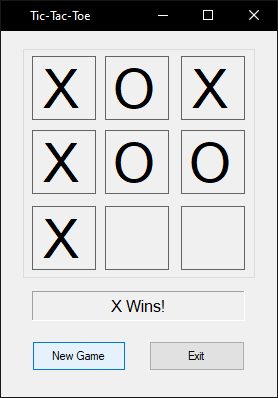 Tic-Tac-Toe
X O X
X O O
X
X Wins!
New Game Exit